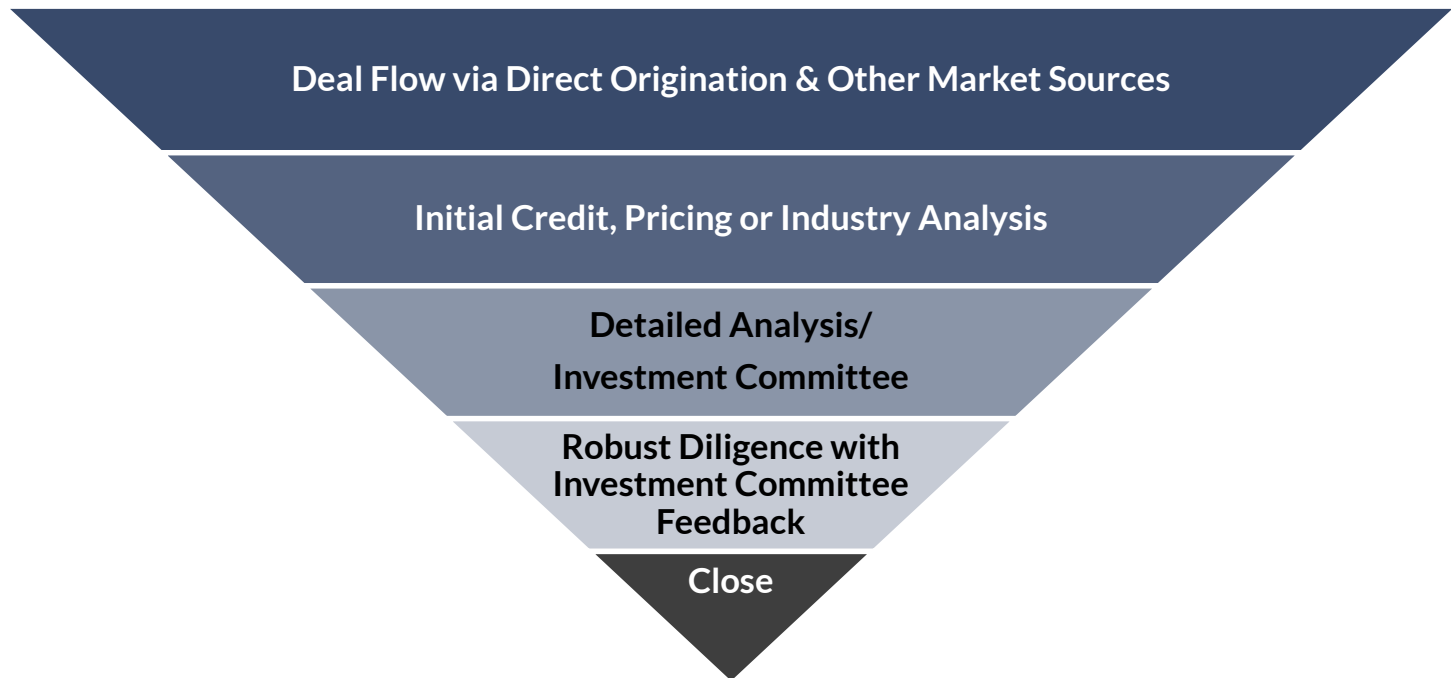 Deal Flow via Direct Origination & Other Market Sources
Initial Credit, Pricing or Industry Analysis
Detailed Analysis/
Investment Committee
Robust Diligence with
Investment Committee
Feedback
Close